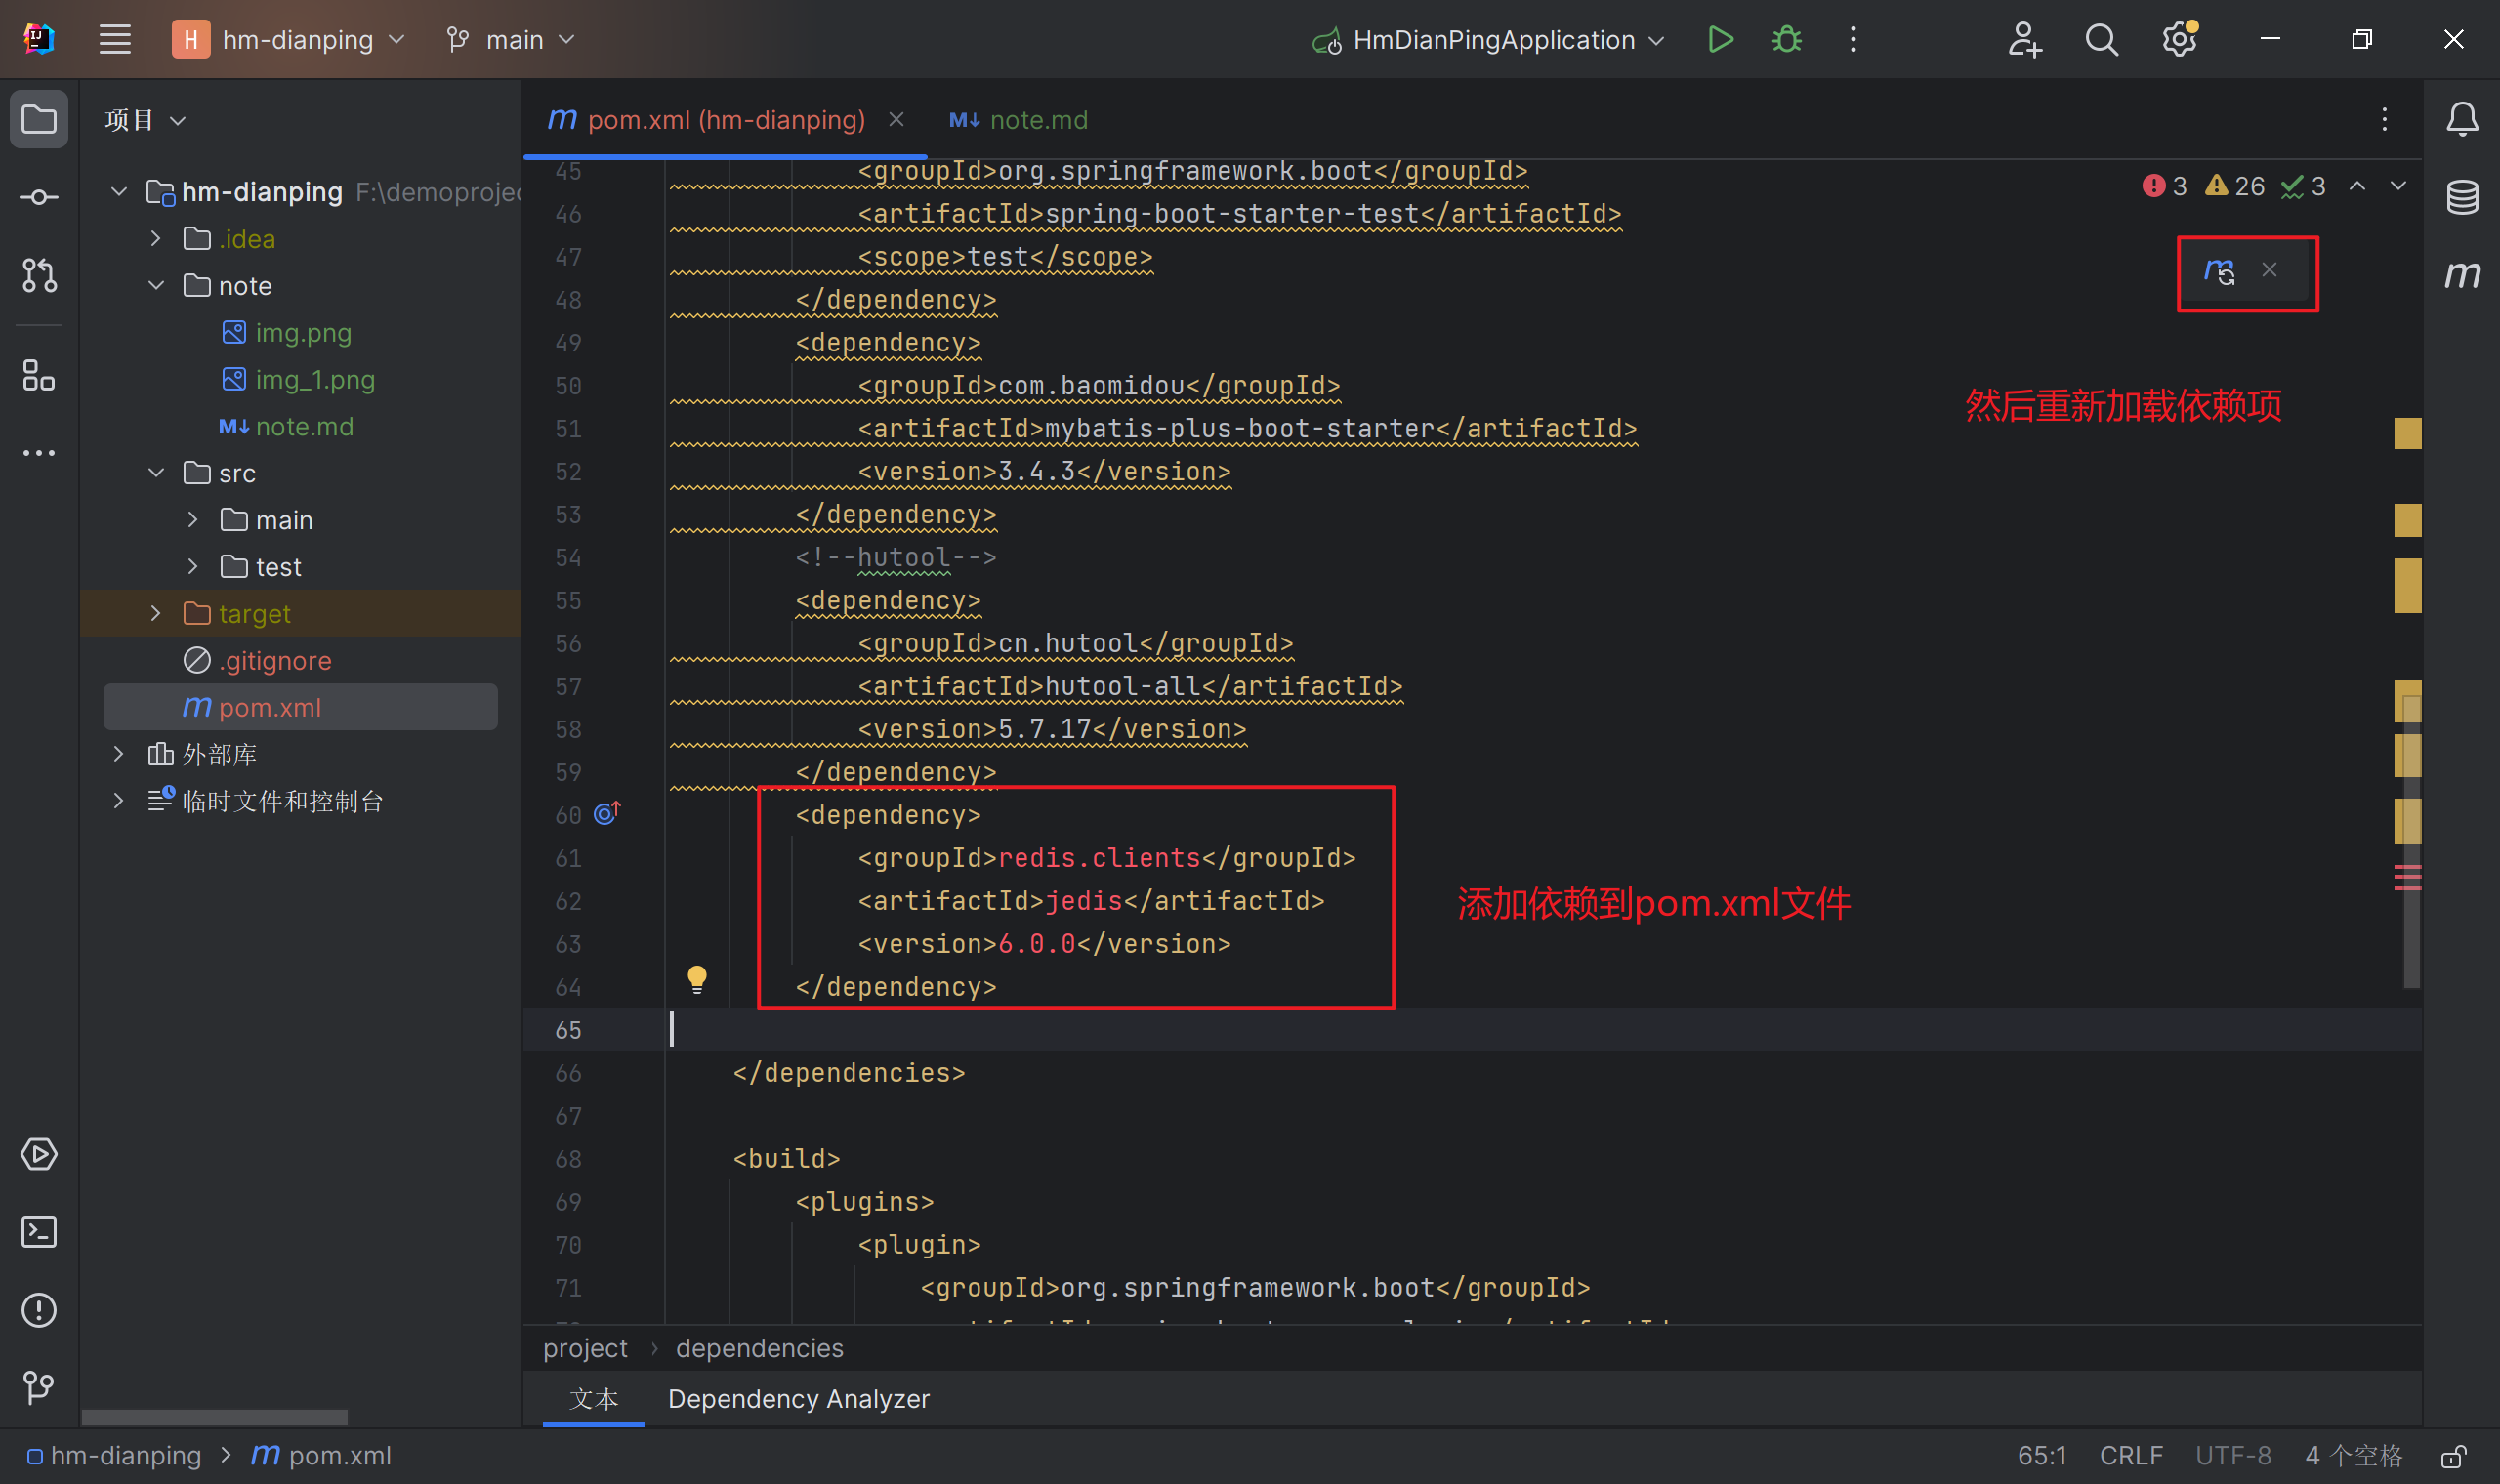 H hm-dianping main HmDianPingApplication
项目
pom.xml (hm-dianping) note.md
hm-dianping F:\demoprojec
.idea
note
img.png
img_1.png
note.md
src
main
test
target
.gitignore
pom.xml
外部库
临时文件和控制台
3 26 3
45 <groupId>org.springframework.boot</groupId>
46 <artifactId>spring-boot-starter-test</artifactId>
47 <scope>test</scope>
48 </dependency>
49 <dependency>
50 <groupId>com.baomidou</groupId>
51 <artifactId>mybatis-plus-boot-starter</artifactId>
52 <version>3.4.3</version>
53 </dependency>
54 <!--hutool-->
55 <dependency>
56 <groupId>cn.hutool</groupId>
57 <artifactId>hutool-all</artifactId>
58 <version>5.7.17</version>
59 </dependency>
60 <dependency>
61 <groupId>redis.clients</groupId>
62 <artifactId>jedis</artifactId>
63 <version>6.0.0</version>
64 </dependency>
65
66 </dependencies>
67
68 <build>
69 <plugins>
70 <plugin>
71 <groupId>org.springframework.boot</groupId>
然后重新加载依赖项
添加依赖到pom.xml文件
project dependencies
文本 Dependency Analyzer
hm-dianping pom.xml 65:1 CRLF UTF-8 4 个空格